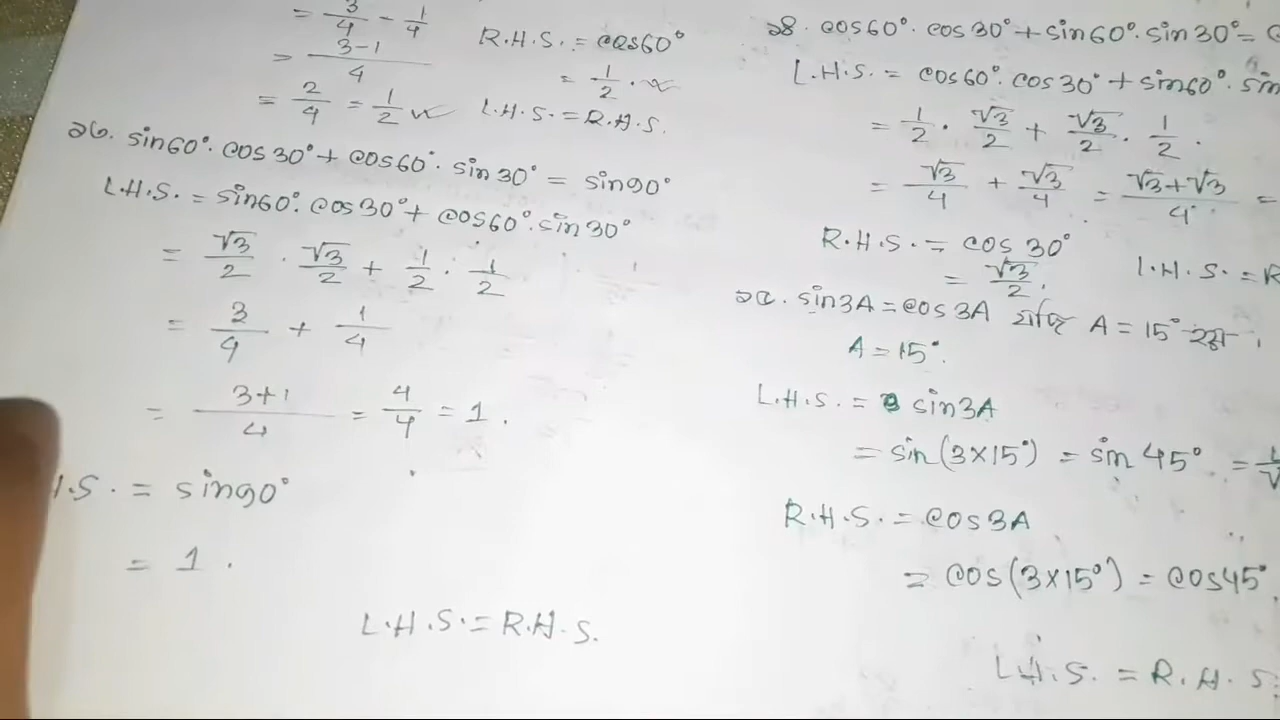 = 3/4 - 1/4
= 3-1/4
= 2/4 = 1/2
R.H.S. = cos60°
= 1/2.
L.H.S. = R.H.S.
২৩. sin60°. cos30° + cos60°. sin30° = sin90°
L.H.S. = sin60°. cos30° + cos60°. sin30°
= √3/2 . √3/2 + 1/2 . 1/2
= 3/4 + 1/4
= 3+1/4 = 4/4 = 1.
H.S. = sin90°
= 1.
L.H.S. = R.H.S.
২৪. cos60°. cos30° + sin60°. sin30° =
L.H.S. = cos60°. cos30° + sin60°. sin
= 1/2 . √3/2 + √3/2 . 1/2.
= √3/4 + √3/4 = √3+√3/4 =
R.H.S. = cos 30°
= √3/2.
L.H.S. = R
২৫. sin3A = cos3A যদি A = 15° হয়।
A = 15°.
L.H.S. = sin3A
= sin(3×15°) = sin 45° = 1/√
R.H.S. = cos3A
= cos(3×15°) = cos45°
L.H.S. = R.H.S.